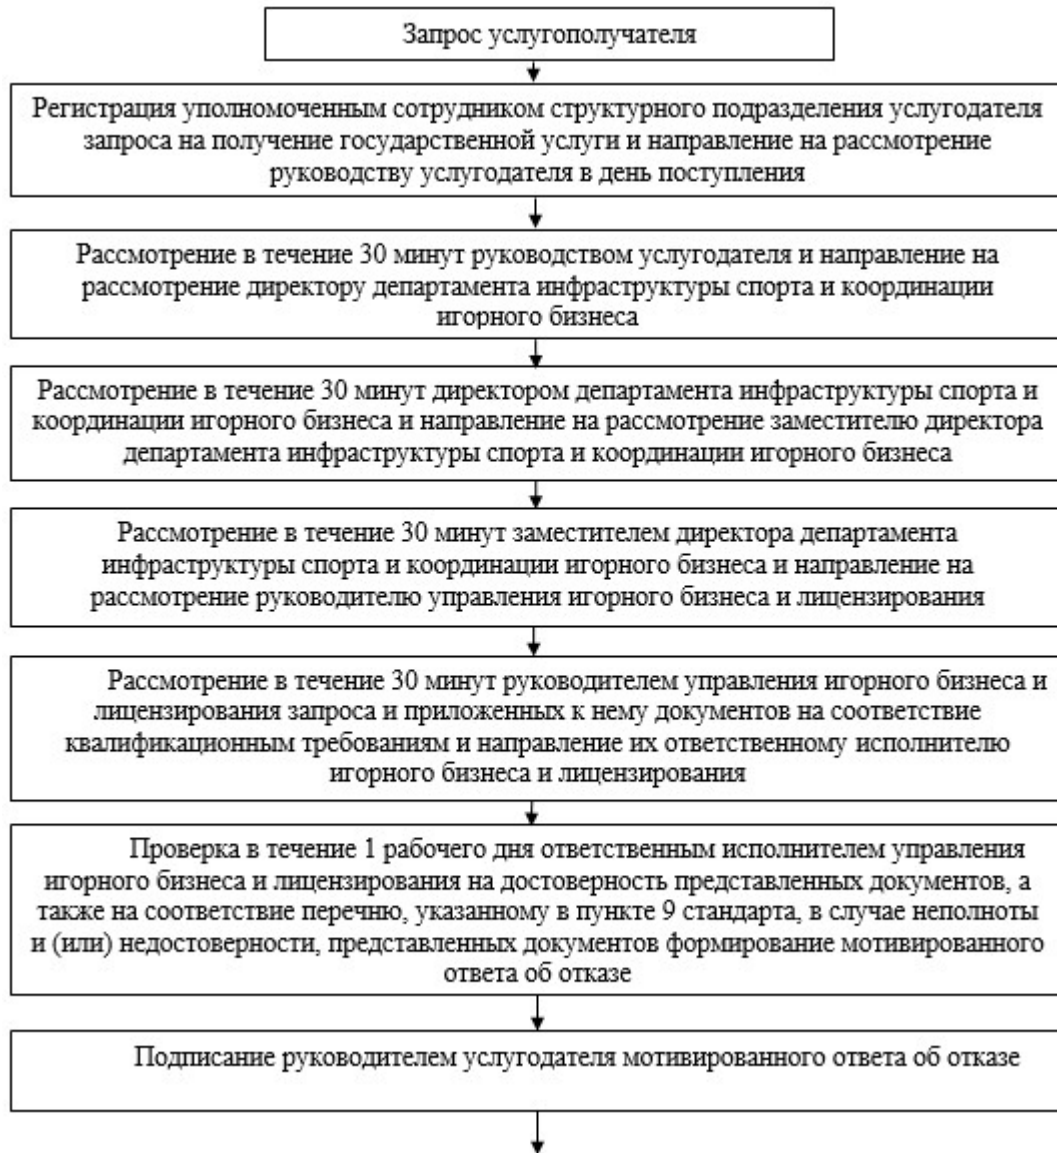 Запрос услугополучателя
Регистрация уполномоченным сотрудником структурного подразделения услугодателя
запроса на получение государственной услуги и направление на рассмотрение
руководству услугодателя в день поступления
Рассмотрение в течение 30 минут руководством услугодателя и направление на
рассмотрение директору департамента инфраструктуры спорта и координации
игорного бизнеса
Рассмотрение в течение 30 минут директором департамента инфраструктуры спорта и
координации игорного бизнеса и направление на рассмотрение заместителю директора
департамента инфраструктуры спорта и координации игорного бизнеса
Рассмотрение в течение 30 минут заместителем директора департамента
инфраструктуры спорта и координации игорного бизнеса и направление на
рассмотрение руководителю управления игорного бизнеса и лицензирования
Рассмотрение в течение 30 минут руководителем управления игорного бизнеса и
лицензирования запроса и приложенных к нему документов на соответствие
квалификационным требованиям и направление их ответственному исполнителю
игорного бизнеса и лицензирования
Проверка в течение 1 рабочего дня ответственным исполнителем управления
игорного бизнеса и лицензирования на достоверность представленных документов, а
также на соответствие перечню, указанному в пункте 9 стандарта, в случае неполноты
и (или) недостоверности, представленных документов формирование мотивированного
ответа об отказе
Подписание руководителем услугодателя мотивированного ответа об отказе